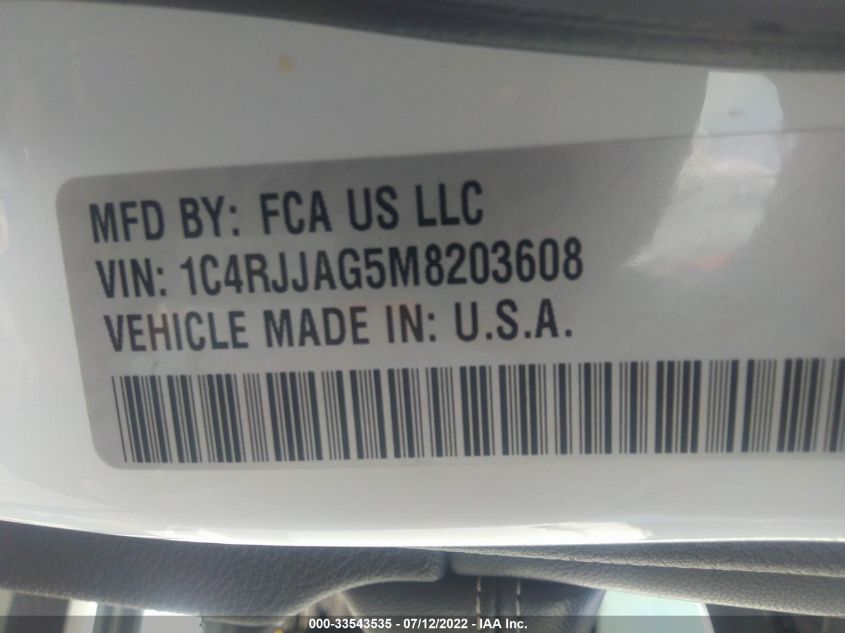 MFD BY: FCA US LLC
VIN: 1C4RJJAG5M8203608
VEHICLE MADE IN: U.S.A.
000-33543535 - 07/12/2022 - IAA Inc.